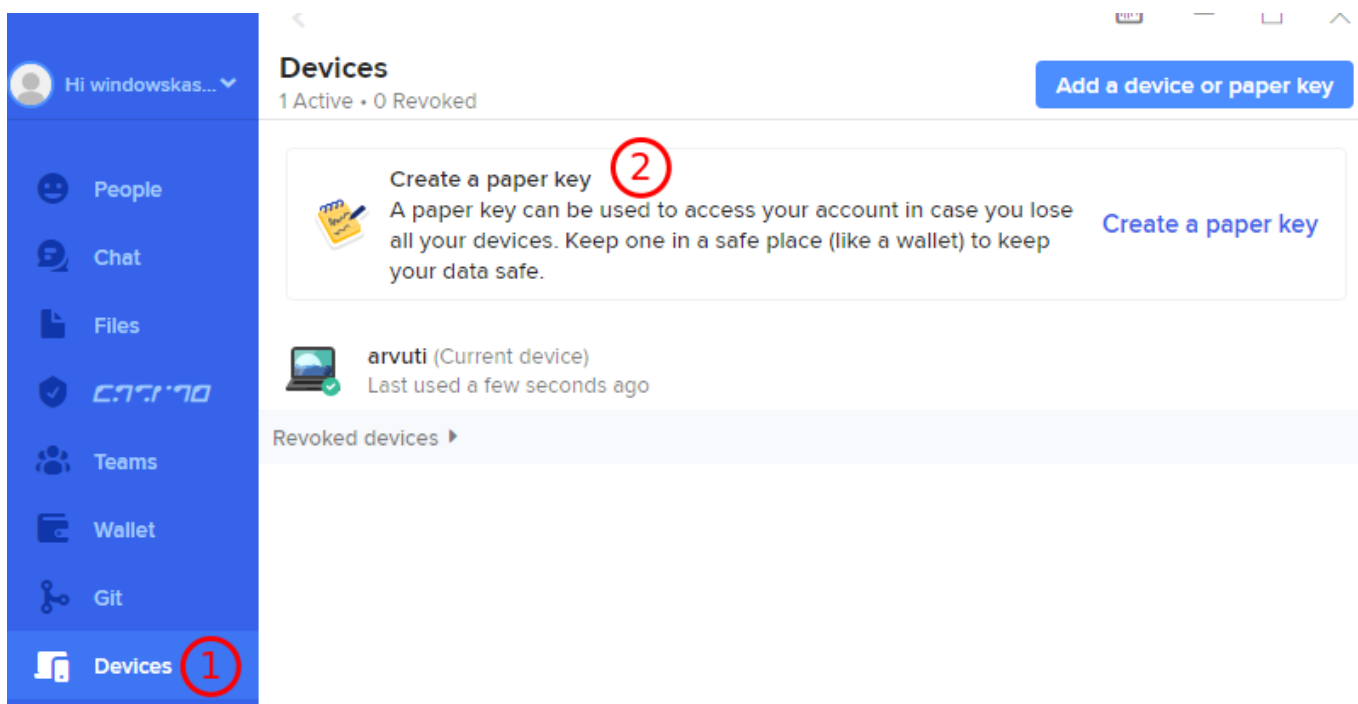 Hi windowskas...
People
Chat
Files
Teams
Wallet
Git
Devices
1
Devices
1 Active • 0 Revoked
Add a device or paper key
Create a paper key
2
A paper key can be used to access your account in case you lose
all your devices. Keep one in a safe place (like a wallet) to keep
your data safe.
Create a paper key
arvuti (Current device)
Last used a few seconds ago
Revoked devices